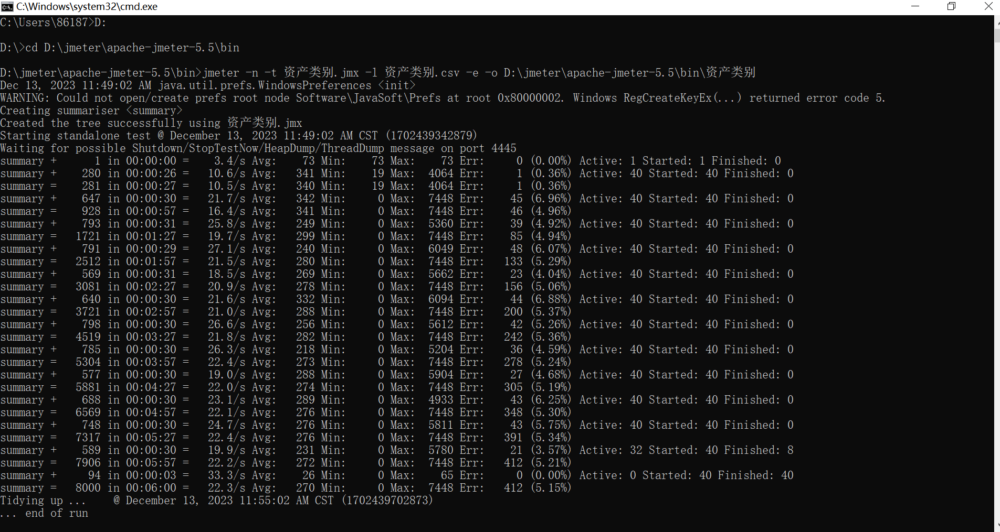 C:\Windows\system32\cmd.exe
C:\Users\86187>D:
D:\>cd D:\jmeter\apache-jmeter-5.5\bin
D:\jmeter\apache-jmeter-5.5\bin>jmeter -n -t 资产类别.jmx -l 资产类别.csv -e -o D:\jmeter\apache-jmeter-5.5\bin\资产类别
Dec 13, 2023 11:49:02 AM java.util.prefs.WindowsPreferences <init>
WARNING: Could not open/create prefs root node Software\JavaSoft\Prefs at root 0x80000002. Windows RegCreateKeyEx(...) returned error code 5.
Creating summariser <summary>
Created the tree successfully using 资产类别.jmx
Starting standalone test @ December 13, 2023 11:49:02 AM CST (1702439342879)
Waiting for possible Shutdown/StopTestNow/HeapDump/ThreadDump message on port 4445
summary +      1 in 00:00:00 =    3.4/s Avg:    73 Min:    73 Max:    73 Err:     0 (0.00%) Active: 1 Started: 1 Finished: 0
summary +    280 in 00:00:26 =   10.6/s Avg:   341 Min:    19 Max:  4064 Err:     1 (0.36%) Active: 40 Started: 40 Finished: 0
summary =    281 in 00:00:27 =   10.5/s Avg:   340 Min:    19 Max:  4064 Err:     1 (0.36%)
summary +    647 in 00:00:30 =   21.7/s Avg:   342 Min:     0 Max:  7448 Err:    45 (6.96%) Active: 40 Started: 40 Finished: 0
summary =    928 in 00:00:57 =   16.4/s Avg:   341 Min:     0 Max:  7448 Err:    46 (4.96%)
summary +    793 in 00:00:31 =   25.8/s Avg:   249 Min:     0 Max:  5360 Err:    39 (4.92%) Active: 40 Started: 40 Finished: 0
summary =   1721 in 00:01:27 =   19.7/s Avg:   299 Min:     0 Max:  7448 Err:    85 (4.94%)
summary +    791 in 00:00:29 =   27.1/s Avg:   240 Min:     0 Max:  6049 Err:    48 (6.07%) Active: 40 Started: 40 Finished: 0
summary =   2512 in 00:01:57 =   21.5/s Avg:   280 Min:     0 Max:  7448 Err:   133 (5.29%)
summary +    569 in 00:00:31 =   18.5/s Avg:   269 Min:     0 Max:  5662 Err:    23 (4.04%) Active: 40 Started: 40 Finished: 0
summary =   3081 in 00:02:27 =   20.9/s Avg:   278 Min:     0 Max:  7448 Err:   156 (5.06%)
summary +    640 in 00:00:30 =   21.6/s Avg:   332 Min:     0 Max:  6094 Err:    44 (6.88%) Active: 40 Started: 40 Finished: 0
summary =   3721 in 00:02:57 =   21.0/s Avg:   288 Min:     0 Max:  7448 Err:   200 (5.37%)
summary +    798 in 00:00:30 =   26.6/s Avg:   256 Min:     0 Max:  5612 Err:    42 (5.26%) Active: 40 Started: 40 Finished: 0
summary =   4519 in 00:03:27 =   21.8/s Avg:   282 Min:     0 Max:  7448 Err:   242 (5.36%)
summary +    785 in 00:00:30 =   26.3/s Avg:   218 Min:     0 Max:  5204 Err:    36 (4.59%) Active: 40 Started: 40 Finished: 0
summary =   5304 in 00:03:57 =   22.4/s Avg:   273 Min:     0 Max:  7448 Err:   278 (5.24%)
summary +    577 in 00:00:30 =   19.0/s Avg:   288 Min:     0 Max:  5904 Err:    27 (4.68%) Active: 40 Started: 40 Finished: 0
summary =   5881 in 00:04:27 =   22.0/s Avg:   274 Min:     0 Max:  7448 Err:   305 (5.19%)
summary +    688 in 00:00:30 =   23.1/s Avg:   289 Min:     0 Max:  4933 Err:    43 (6.25%) Active: 40 Started: 40 Finished: 0
summary =   6569 in 00:04:57 =   22.1/s Avg:   276 Min:     0 Max:  7448 Err:   348 (5.30%)
summary +    748 in 00:00:30 =   24.7/s Avg:   276 Min:     0 Max:  5811 Err:    43 (5.75%) Active: 40 Started: 40 Finished: 0
summary =   7317 in 00:05:27 =   22.4/s Avg:   276 Min:     0 Max:  7448 Err:   391 (5.34%)
summary +    589 in 00:00:30 =   19.9/s Avg:   231 Min:     0 Max:  5780 Err:    21 (3.57%) Active: 32 Started: 40 Finished: 8
summary =   7906 in 00:05:57 =   22.2/s Avg:   272 Min:     0 Max:  7448 Err:   412 (5.21%)
summary +     94 in 00:00:03 =   33.3/s Avg:    26 Min:     0 Max:    65 Err:     0 (0.00%) Active: 0 Started: 40 Finished: 40
summary =   8000 in 00:06:00 =   22.3/s Avg:   270 Min:     0 Max:  7448 Err:   412 (5.15%)
Tidying up ...    @ December 13, 2023 11:55:02 AM CST (1702439702873)
... end of run